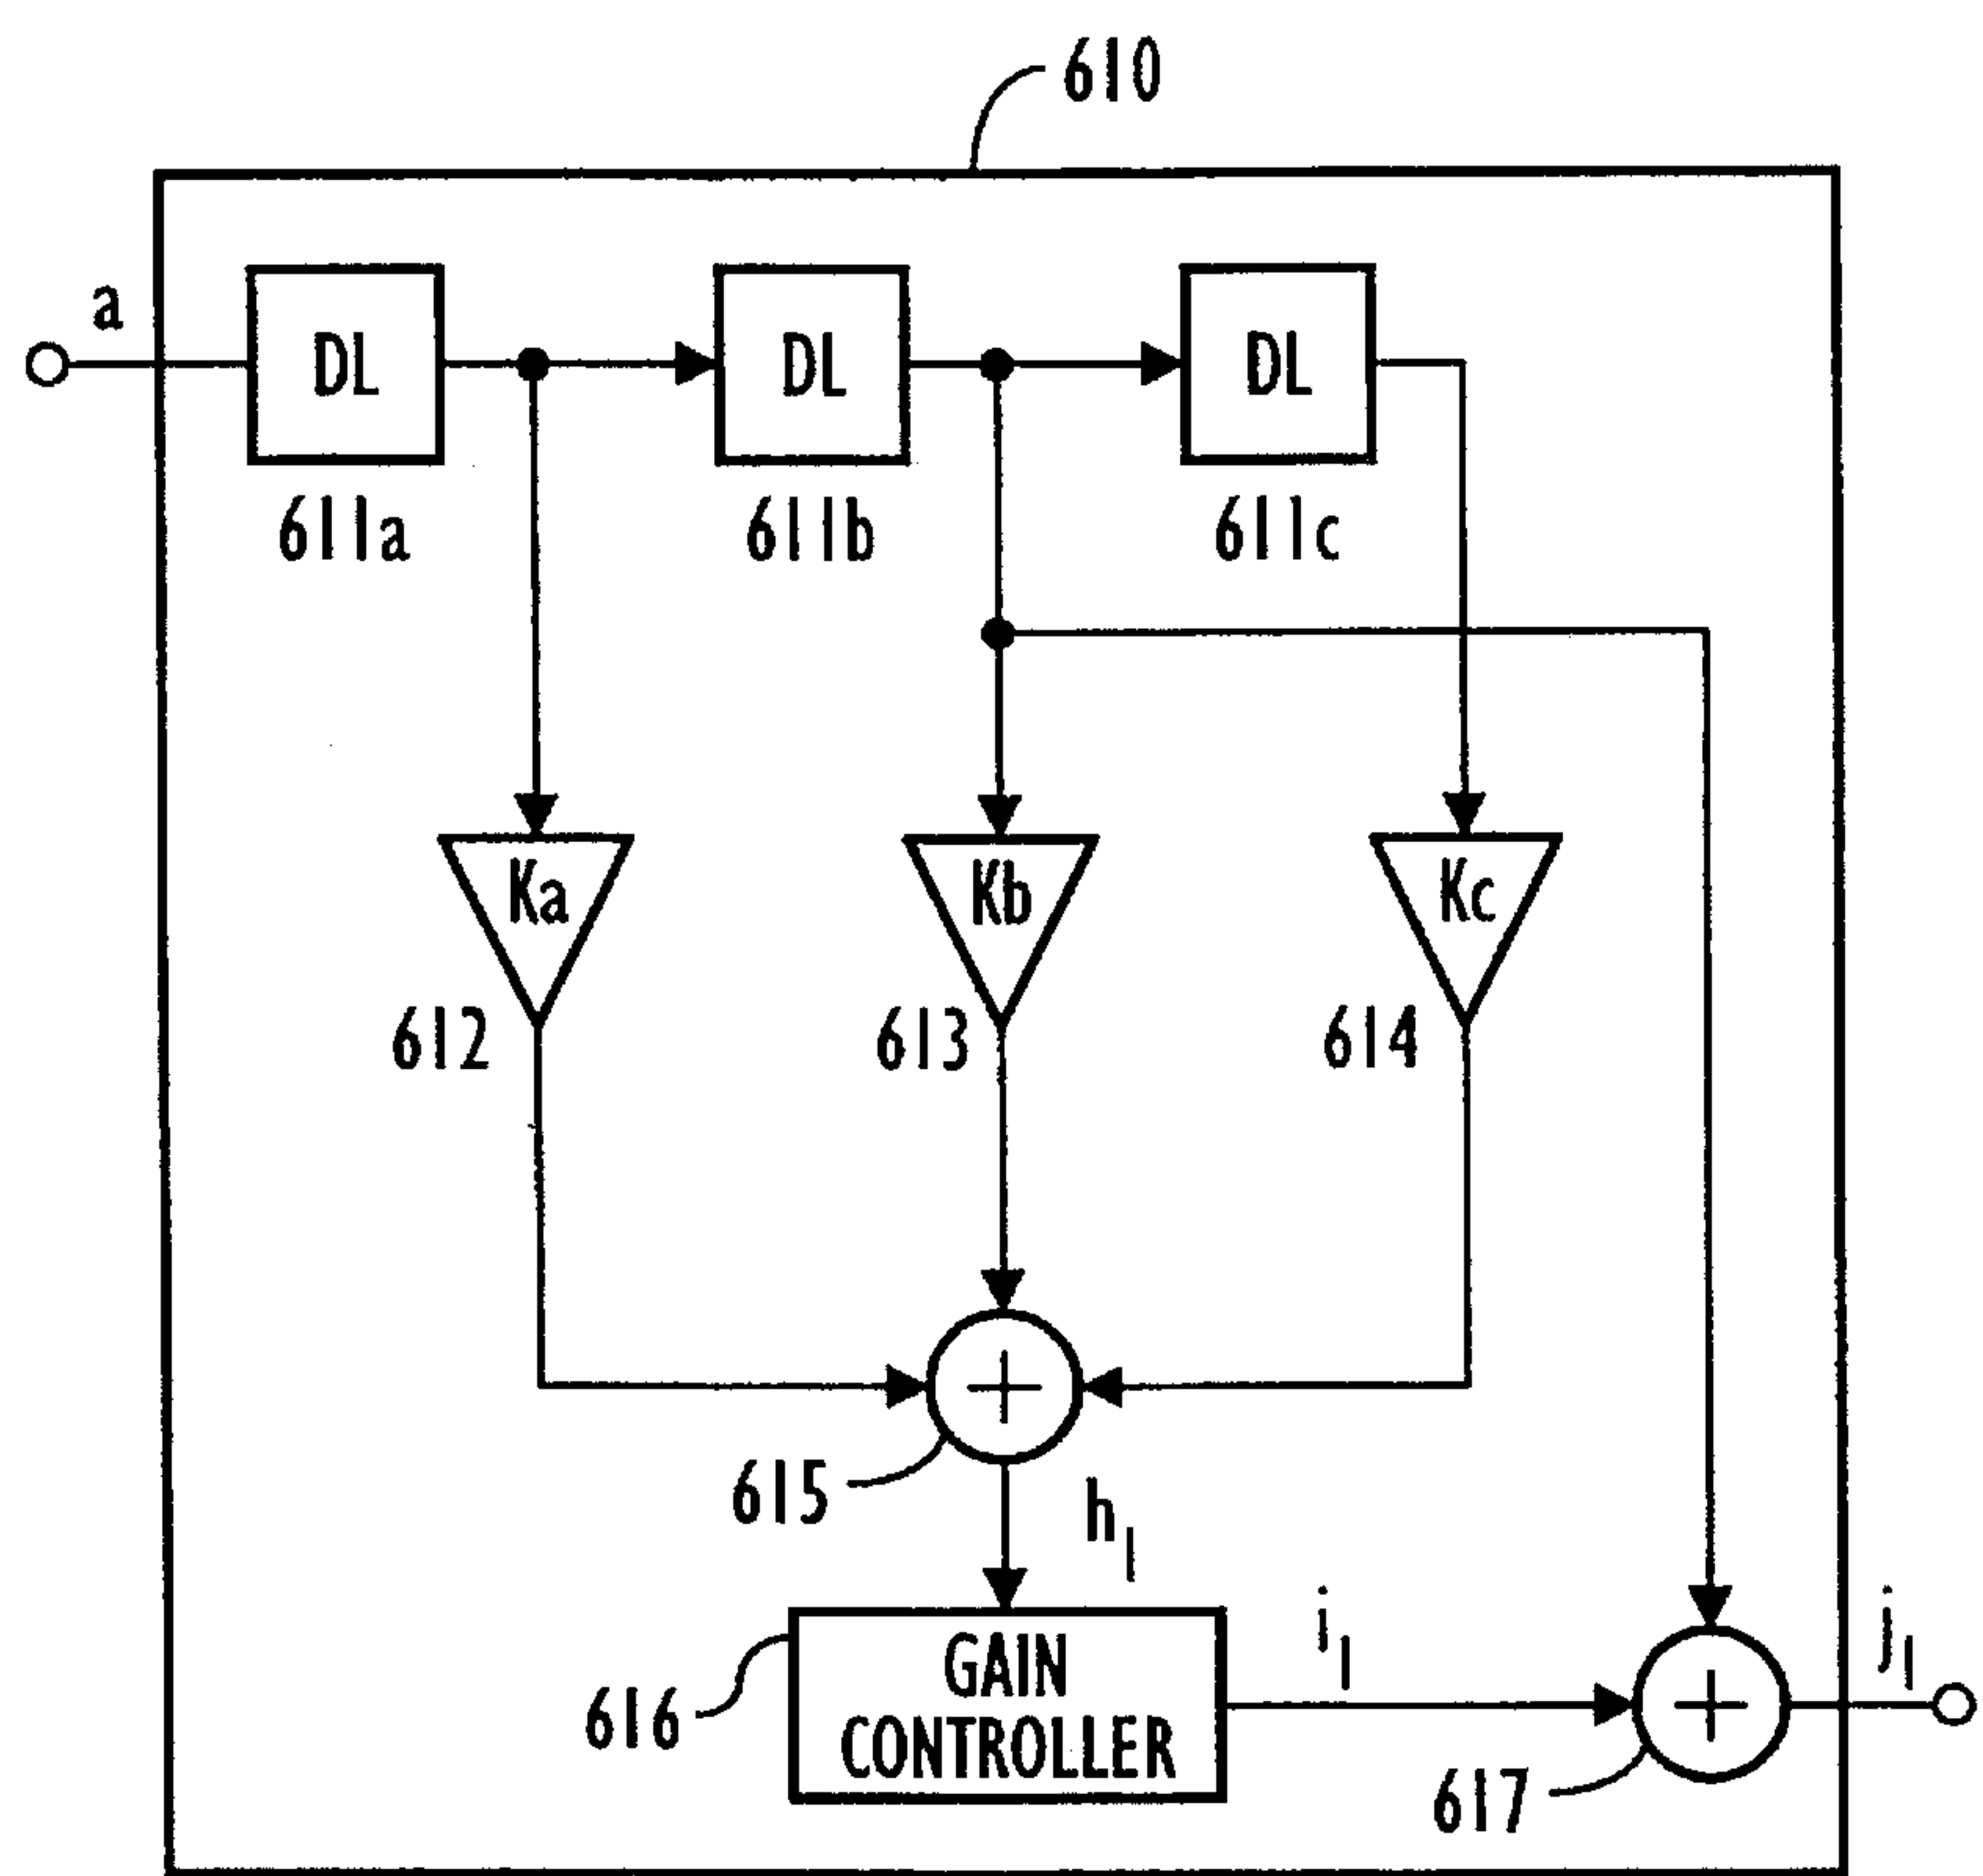 610
a
DL
DL
DL
611a
611b
611c
Ka
Kb
Kc
612
613
614
615
h1
GAIN
CONTROLLER
616
i1
j1
617